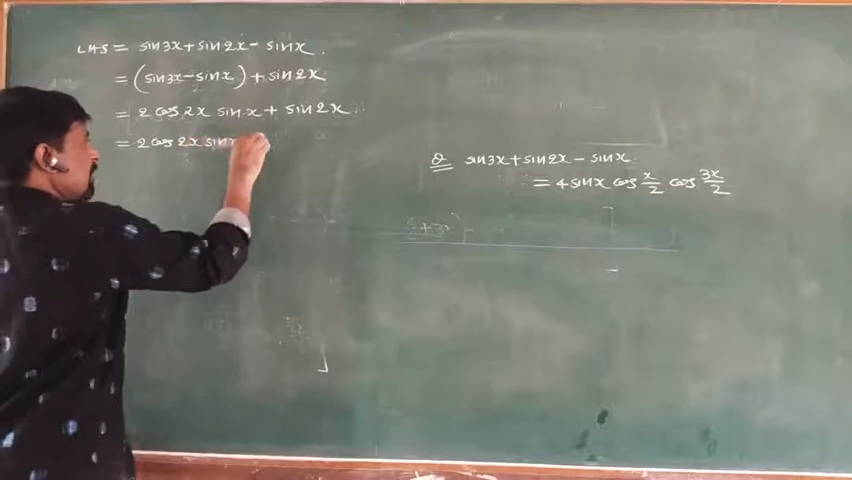 LHS = sin3x + sin2x - sinx.
= (sin3x - sinx) + sin2x
= 2 cos2x sinx + sin2x.
= 2 cos2x sinx
Q sin3x + sin2x - sinx.
= 4 sinx cos x/2 cos 3x/2